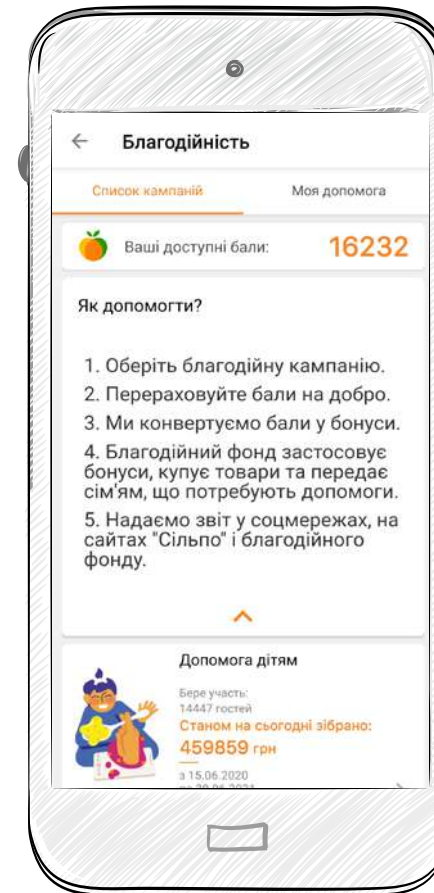 Благодійність
Список кампаній
Моя допомога
Ваші доступні бали:
16232
Як допомогти?
1. Оберіть благодійну кампанію.
2. Перераховуйте бали на добро.
3. Ми конвертуємо бали у бонуси.
4. Благодійний фонд застосовує
бонуси, купує товари та передає
сім'ям, що потребують допомоги.
5. Надаємо звіт у соцмережах, на
сайтах "Сільпо" і благодійного
фонду.
Допомога дітям
Бере участь:
14447 гостей
Станом на сьогодні зібрано:
459859 грн
з 15.06.2020